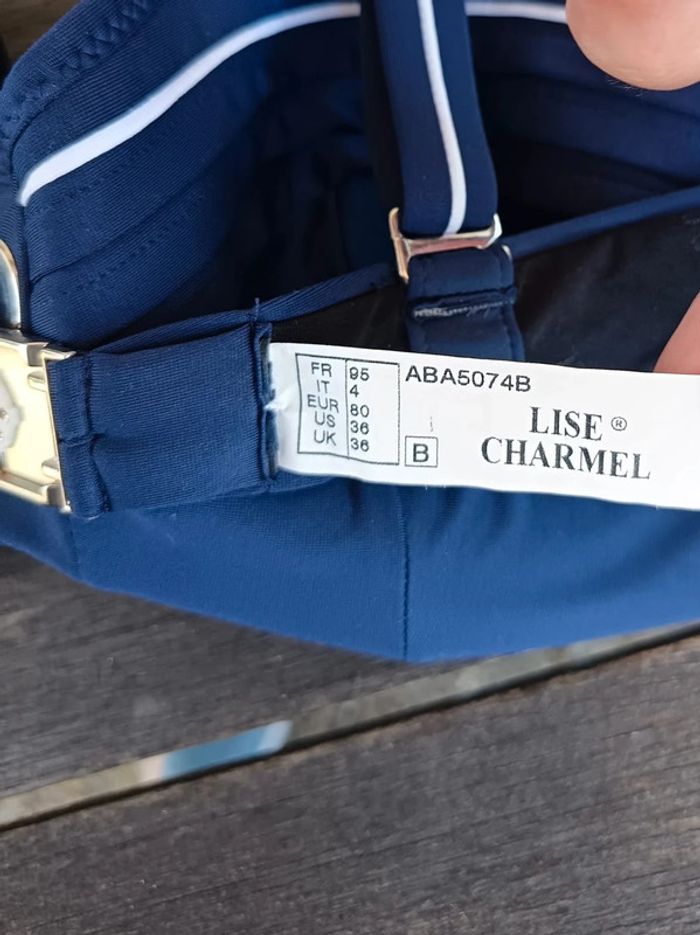 FR 95
IT 4
EUR 80
US 36
UK 36
ABA5074B
B
LISE ®
CHARMEL